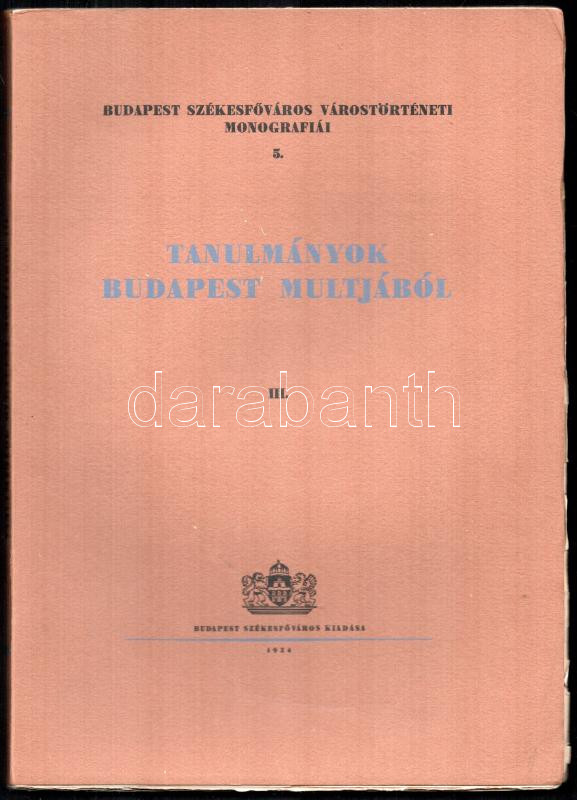 BUDAPEST SZÉKESFŐVÁROS VÁROSTÖRTÉNETI
MONOGRAFIÁI
5.
TANULMÁNYOK
BUDAPEST MULTJÁBÓL
III.
darabanth
BUDAPEST SZÉKESFŐVÁROS KIADÁSA
1934